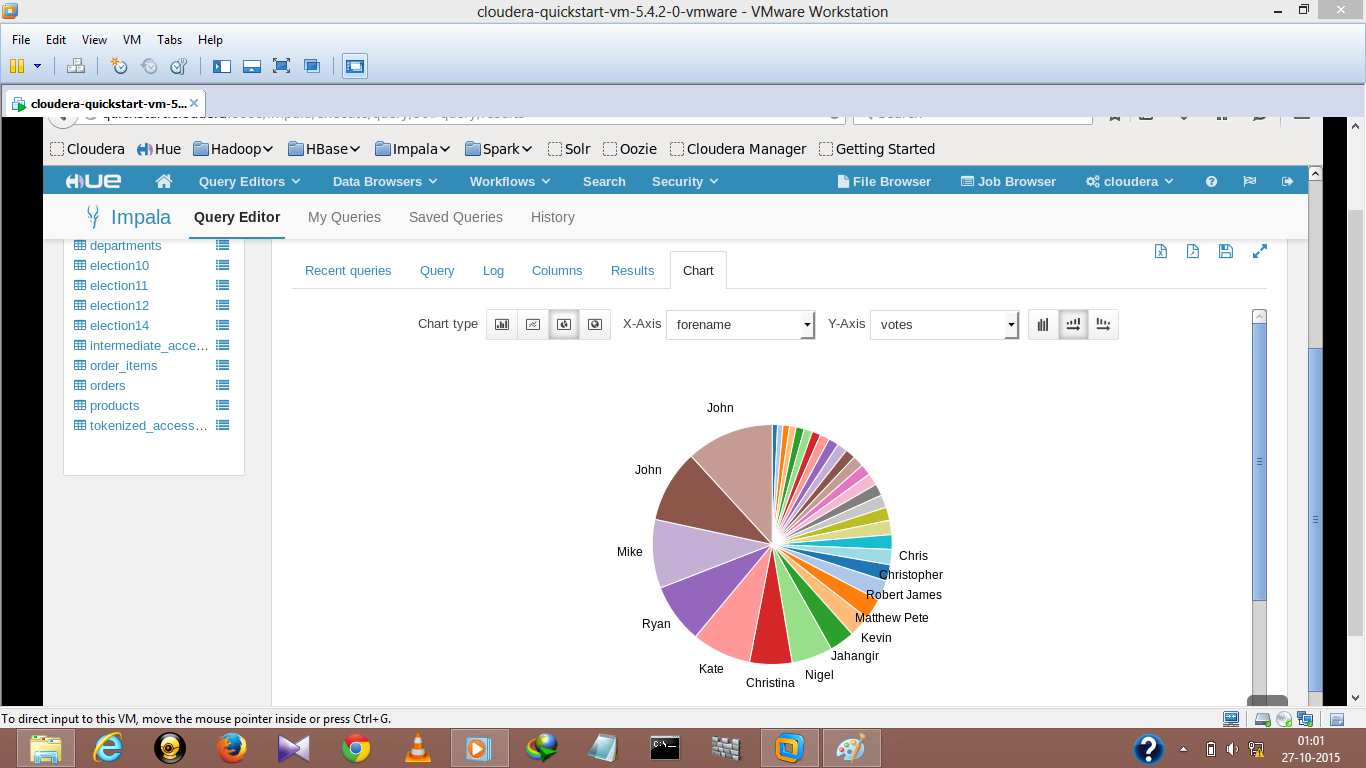 cloudera-quickstart-vm-5.4.2-0-vmware - VMware Workstation
File Edit View VM Tabs Help
cloudera-quickstart-vm-5...
Cloudera Hue Hadoop HBase Impala Spark Solr Oozie Cloudera Manager Getting Started
HUE Query Editors Data Browsers Workflows Search Security File Browser Job Browser cloudera
Impala Query Editor My Queries Saved Queries History
departments
election10
election11
election12
election14
intermediate_acce...
order_items
orders
products
tokenized_access...
Recent queries Query Log Columns Results Chart
Chart type X-Axis forename Y-Axis votes
John
John
Mike
Ryan
Kate
Christina
Nigel
Jahangir
Kevin
Matthew Pete
Robert James
Christopher
Chris
To direct input to this VM, move the mouse pointer inside or press Ctrl+G.
01:01
27-10-2015